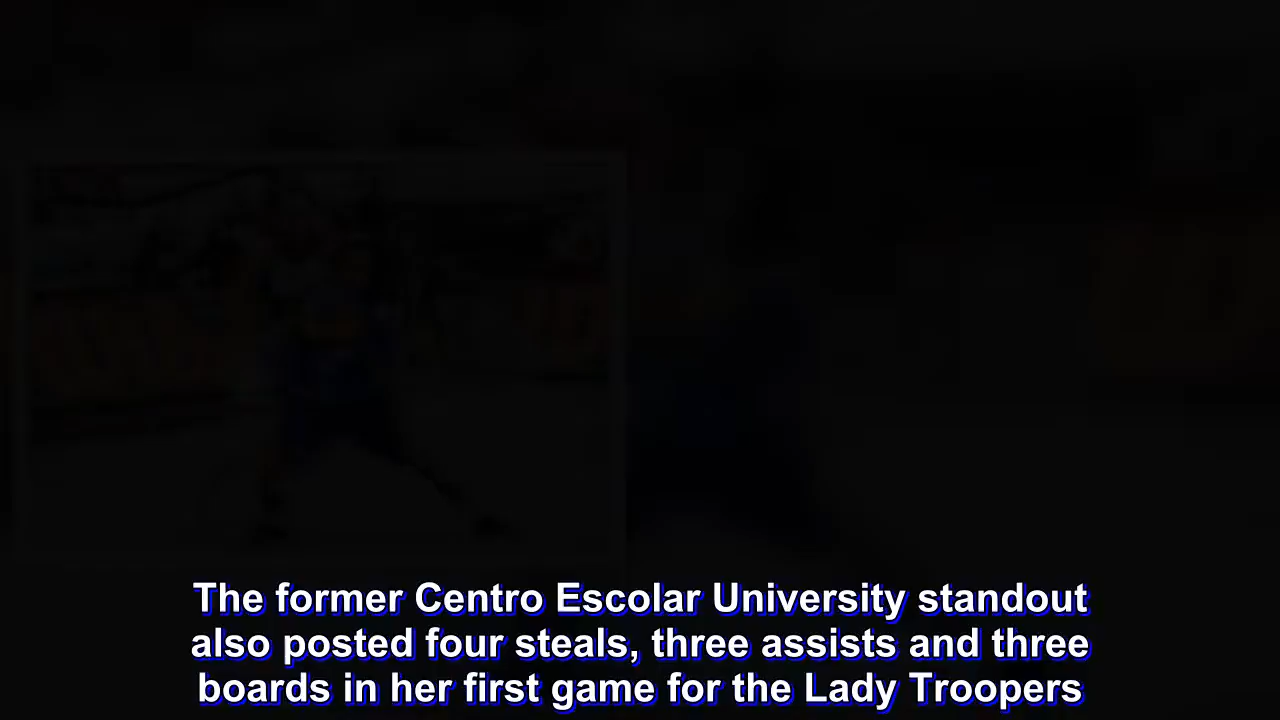 The former Centro Escolar University standout
also posted four steals, three assists and three
boards in her first game for the Lady Troopers